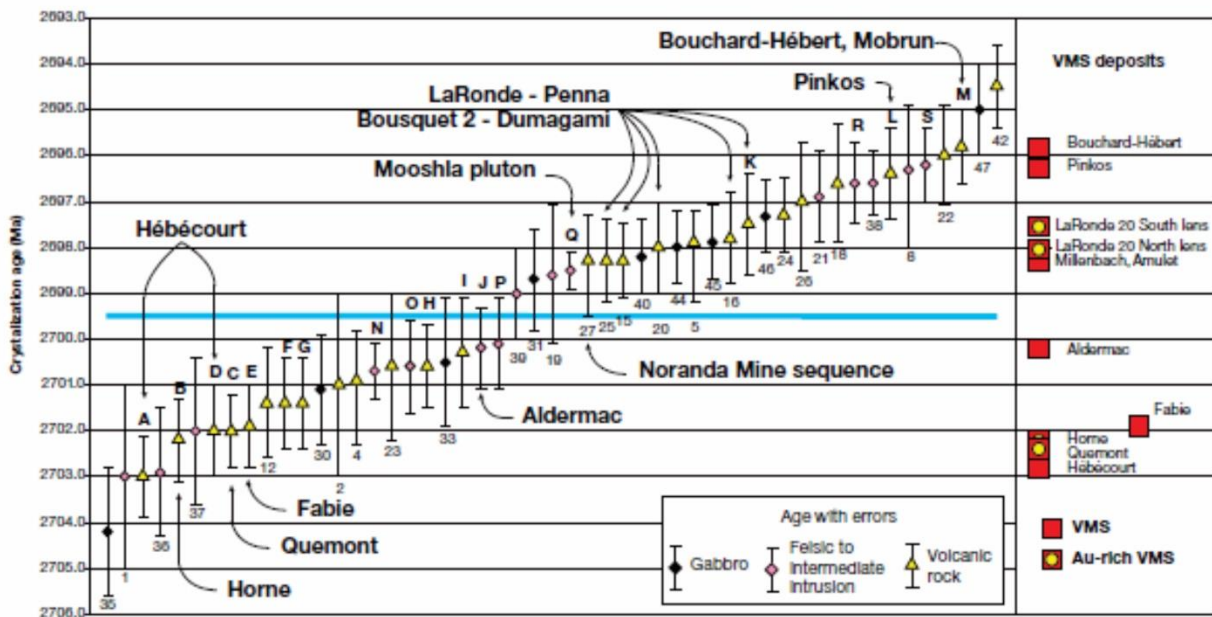 2693.0
2694.0
2695.0
2696.0
2697.0
2698.0
2699.0
2700.0
2701.0
2702.0
2703.0
2704.0
2705.0
2706.0
Crystalization age (Ma)
Bouchard-Hébert, Mobrun
Pinkos
LaRonde - Penna
Bousquet 2 - Dumagami
Mooshla pluton
Hébécourt
Noranda Mine sequence
Aldermac
Fabie
Quemont
Horne
A
B
D
C
E
F
G
N
O
H
I
J
P
Q
K
R
L
S
M
35
1
36
37
12
30
2
4
23
33
39
31
19
27
25
15
40
20
44
5
45
16
46
24
26
21
18
38
8
22
47
42
Age with errors
Gabbro
Felsic to
Intermediate
Intrusion
Volcanic
rock
VMS deposits
Bouchard-Hébert
Pinkos
LaRonde 20 South lens
LaRonde 20 North lens
Millenbach, Amulet
Aldermac
Fabie
Horne
Quemont
Hébécourt
VMS
Au-rich VMS